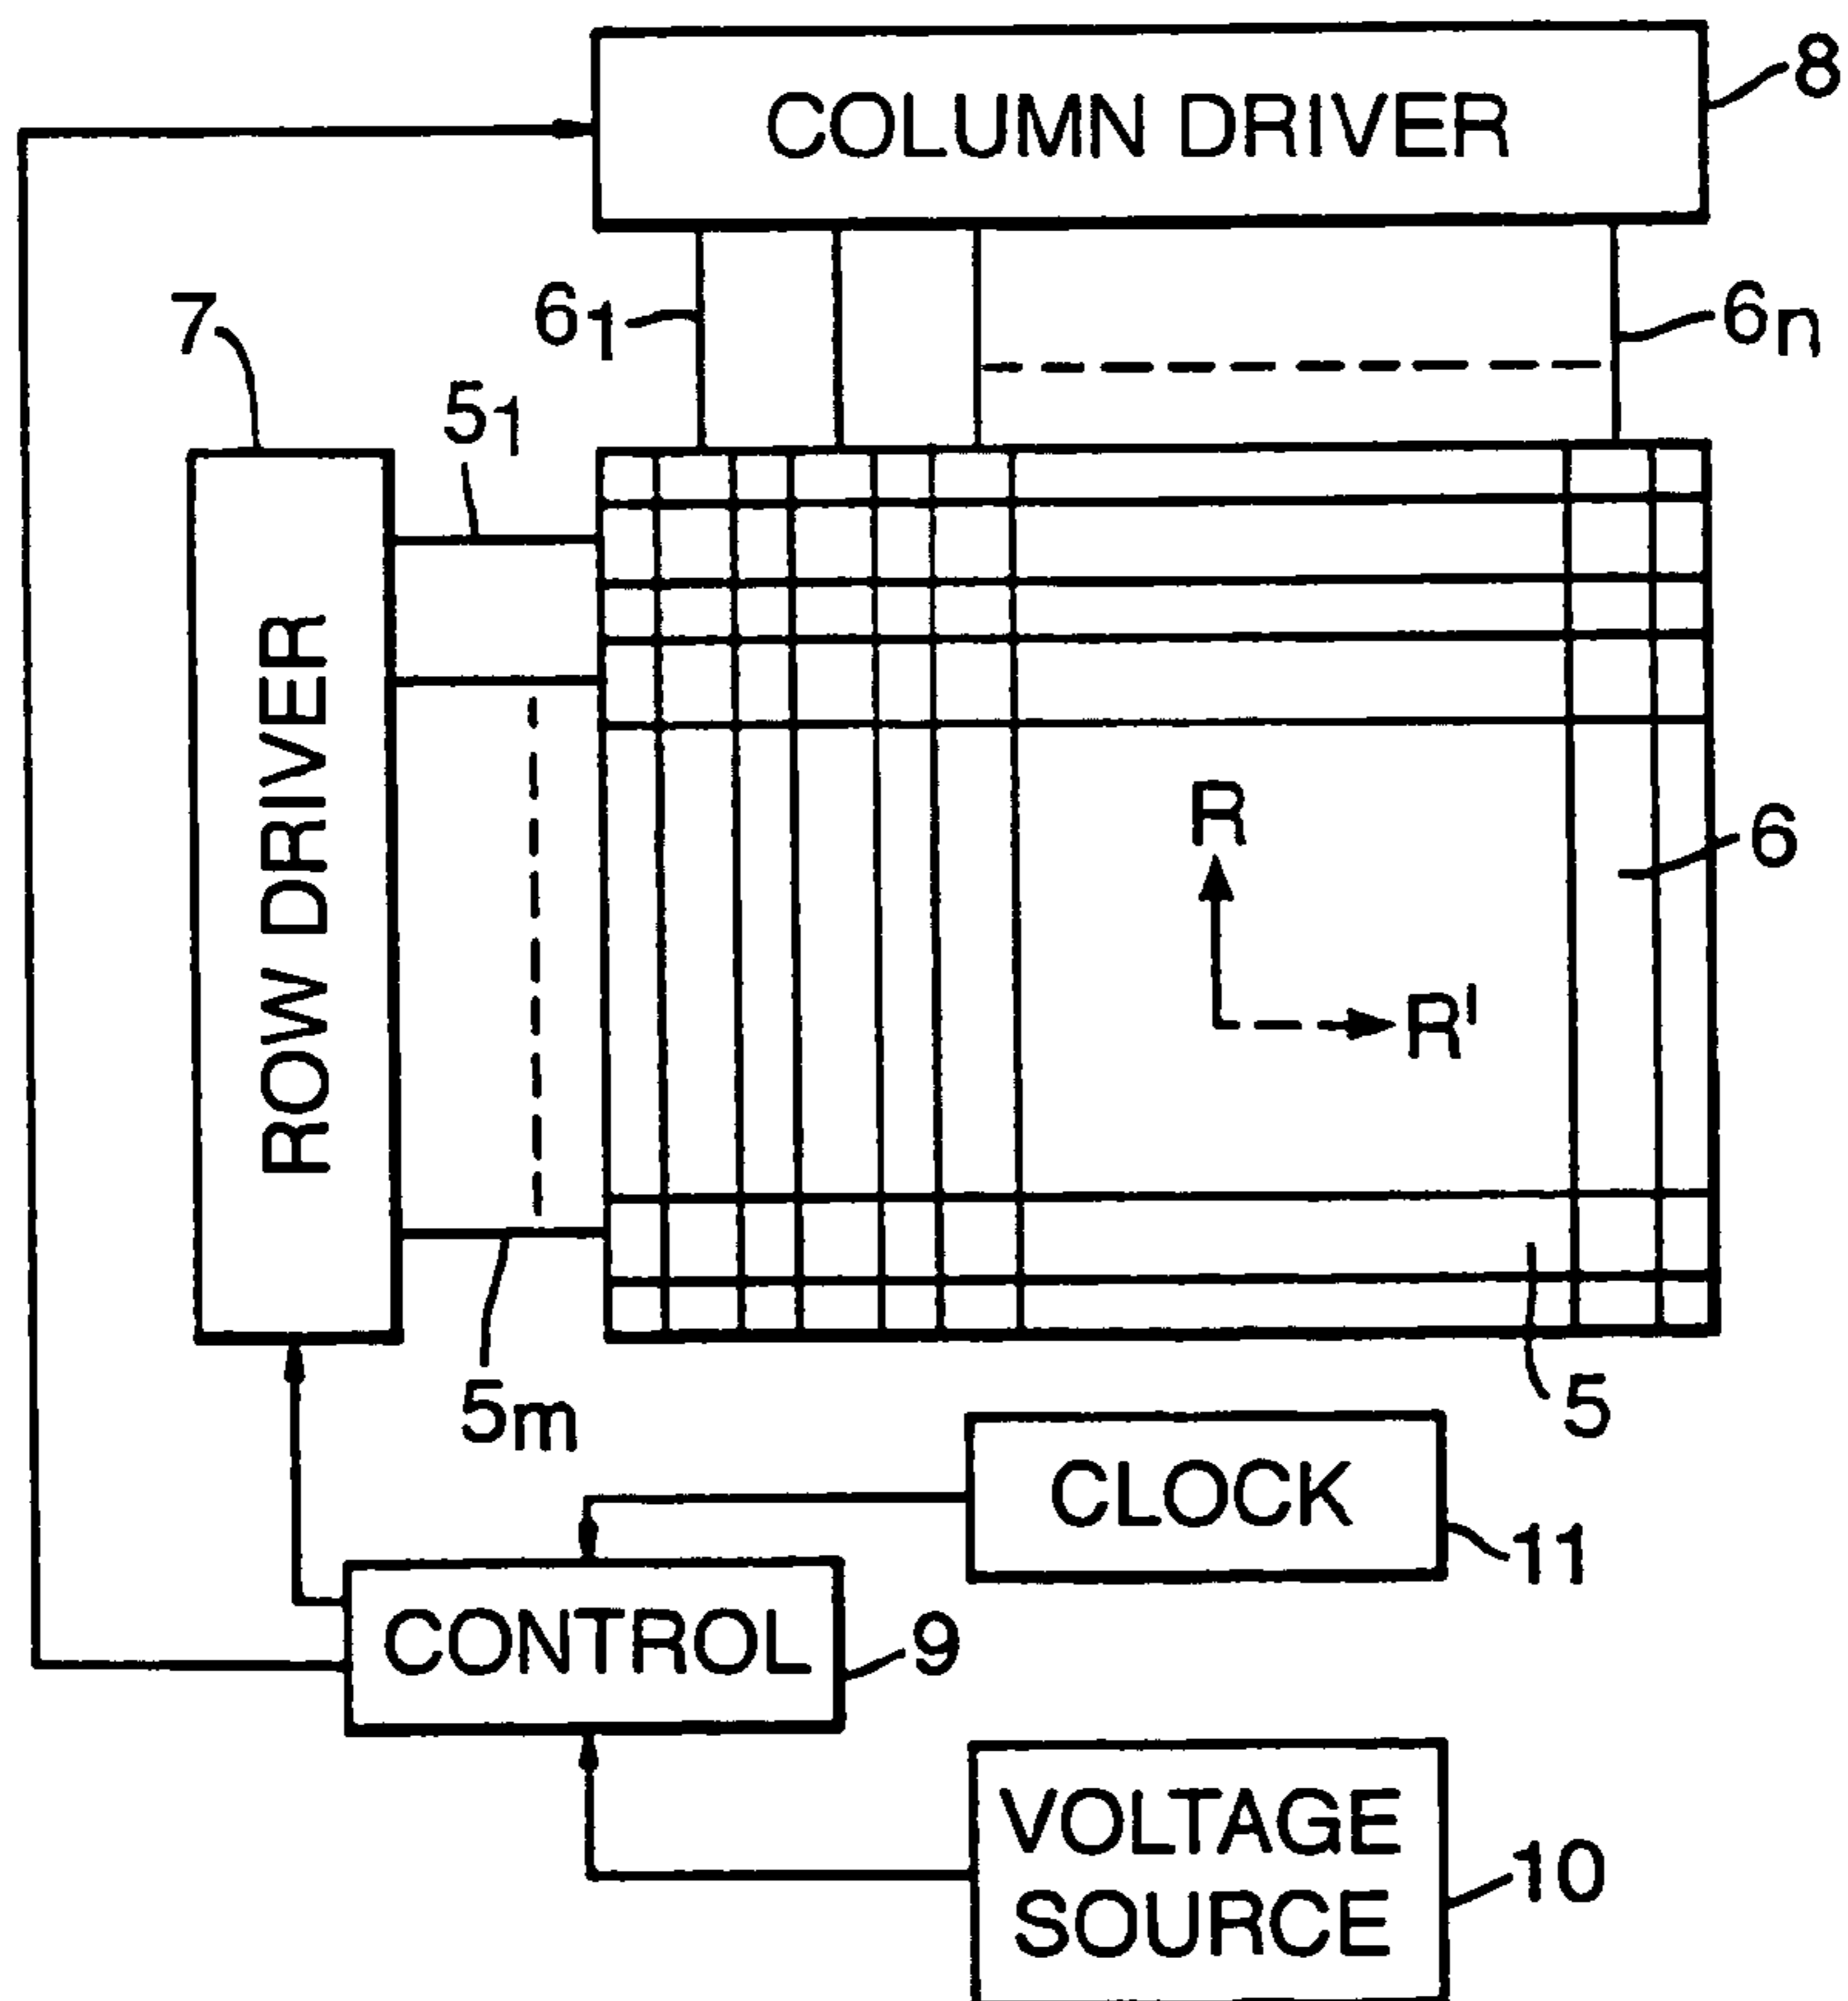 COLUMN DRIVER
8
7
61
6n
51
ROW DRIVER
R
6
R'
5m
5
CLOCK
11
CONTROL
9
VOLTAGE
SOURCE
10